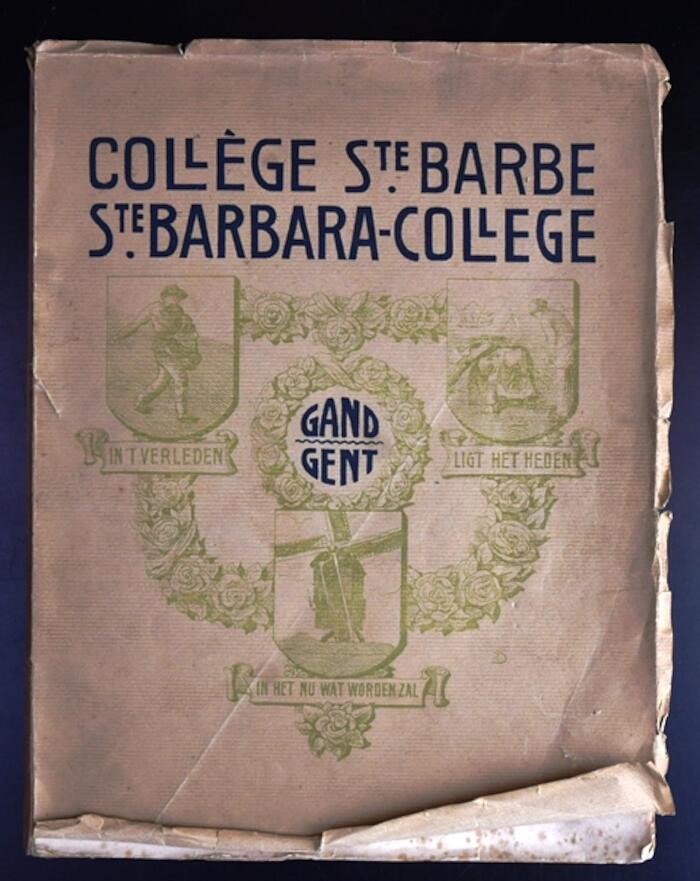 COLLÈGE STE BARBE
STE BARBARA-COLLEGE
GAND
GENT
IN 'T VERLEDEN
LIGT HET HEDEN
IN HET NU WAT WORDEN ZAL
D